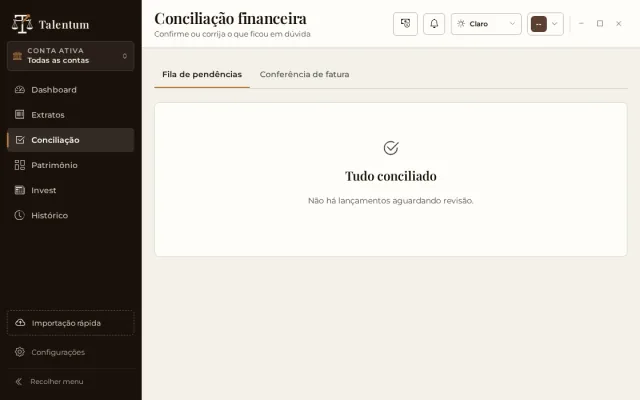 Talentum
CONTA ATIVA
Todas as contas
Dashboard
Extratos
Conciliação
Patrimônio
Invest
Histórico
Importação rápida
Configurações
Recolher menu
Conciliação financeira
Confirme ou corrija o que ficou em dúvida
Claro
--
Fila de pendências
Conferência de fatura
Tudo conciliado
Não há lançamentos aguardando revisão.